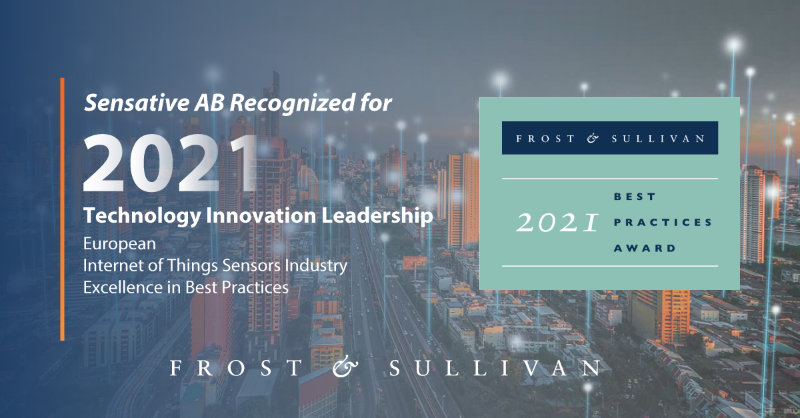 Sensative AB Recognized for
2021
Technology Innovation Leadership
European
Internet of Things Sensors Industry
Excellence in Best Practices
FROST & SULLIVAN
2021
BEST
PRACTICES
AWARD
FROST & SULLIVAN